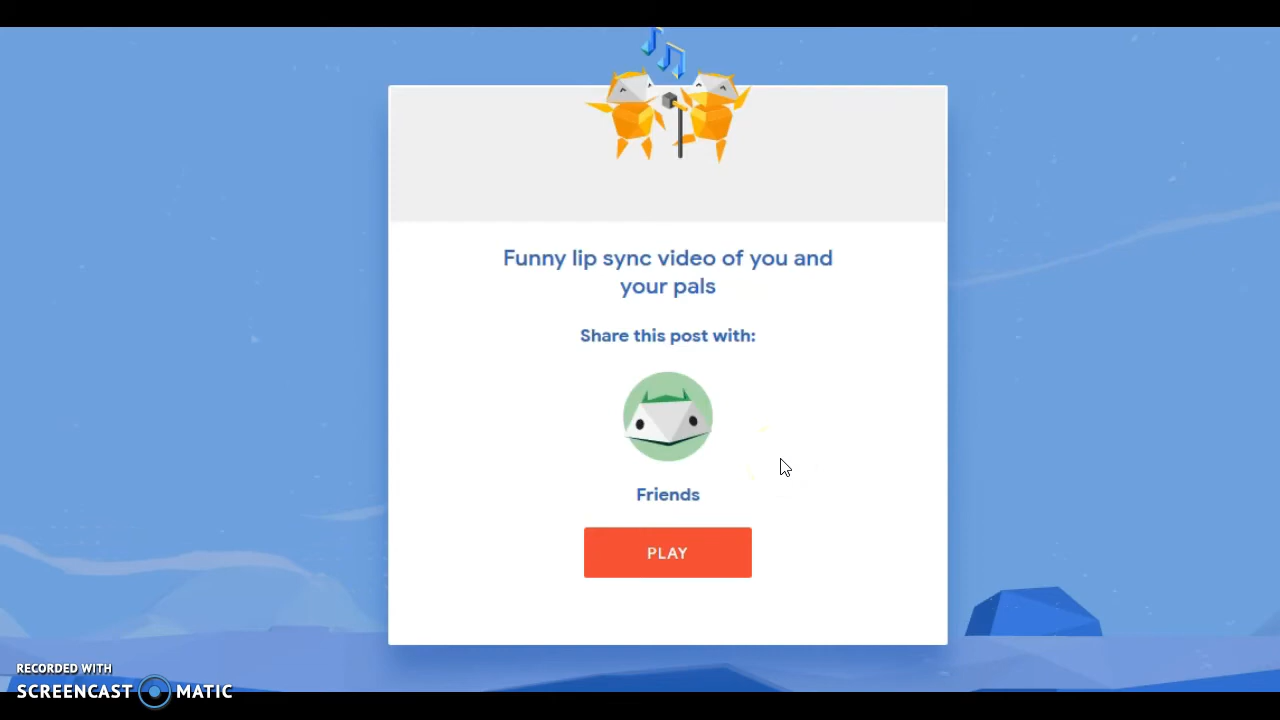 Funny lip sync video of you and
your pals
Share this post with:
Friends
PLAY
RECORDED WITH
SCREENCAST MATIC